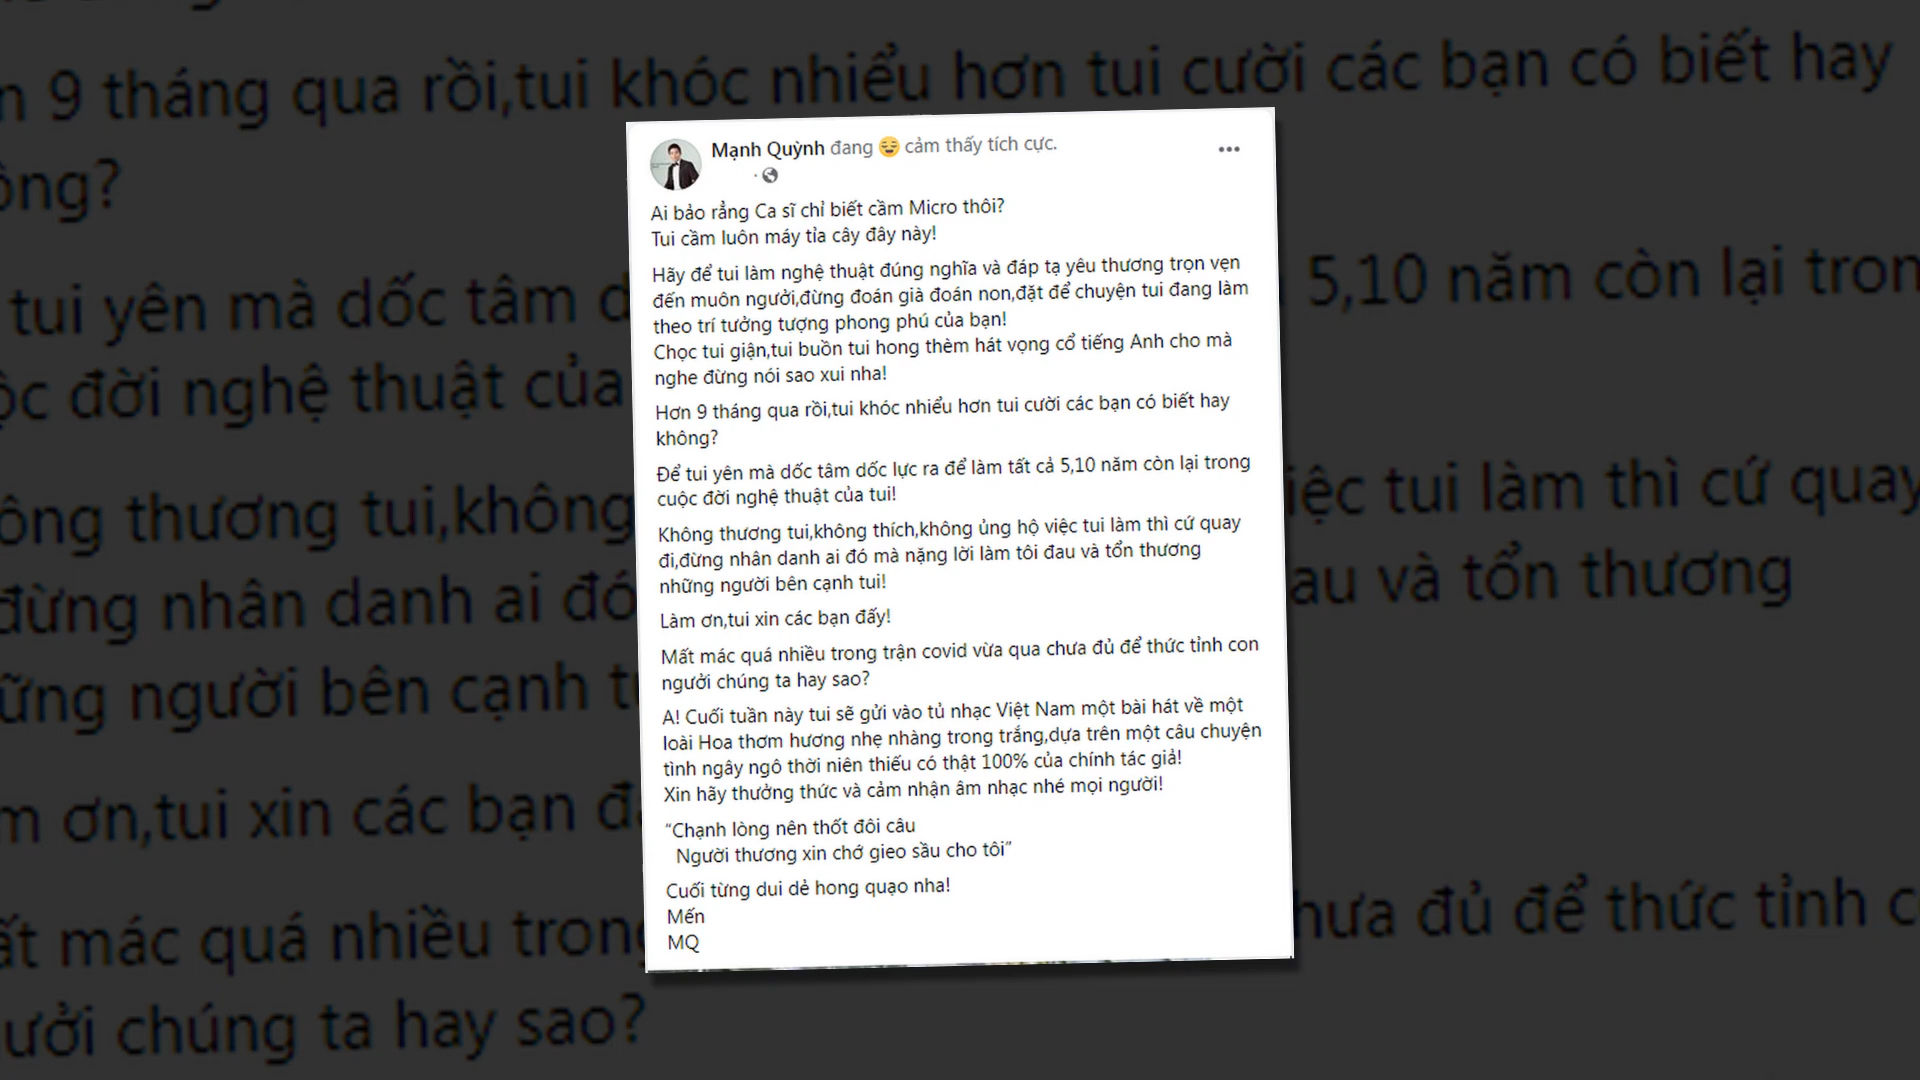 Mạnh Quỳnh đang 😌 cảm thấy tích cực.
Ai bảo rằng Ca sĩ chỉ biết cầm Micro thôi?
Tui cầm luôn máy tỉa cây đây này!
Hãy để tui làm nghệ thuật đúng nghĩa và đáp tạ yêu thương trọn vẹn
đến muôn người,đừng đoán già đoán non,đặt để chuyện tui đang làm
theo trí tưởng tượng phong phú của bạn!
Chọc tui giận,tui buồn tui hong thèm hát vọng cổ tiếng Anh cho mà
nghe đừng nói sao xui nha!
Hơn 9 tháng qua rồi,tui khóc nhiều hơn tui cười các bạn có biết hay
không?
Để tui yên mà dốc tâm dốc lực ra để làm tất cả 5,10 năm còn lại trong
cuộc đời nghệ thuật của tui!
Không thương tui,không thích,không ủng hộ việc tui làm thì cứ quay
đi,đừng nhân danh ai đó mà nặng lời làm tôi đau và tổn thương
những người bên cạnh tui!
Làm ơn,tui xin các bạn đấy!
Mất mác quá nhiều trong trận covid vừa qua chưa đủ để thức tỉnh con
người chúng ta hay sao?
A! Cuối tuần này tui sẽ gửi vào tủ nhạc Việt Nam một bài hát về một
loài Hoa thơm hương nhẹ nhàng trong trắng,dựa trên một câu chuyện
tình ngây ngô thời niên thiếu có thật 100% của chính tác giả!
Xin hãy thưởng thức và cảm nhận âm nhạc nhé mọi người!
“Chạnh lòng nên thốt đôi câu
Người thương xin chớ gieo sầu cho tôi”
Cuối từng dui dẻ hong quạo nha!
Mến
MQ
9 tháng qua rồi,tui khóc nhiều hơn tui cười các bạn có biết hay
tui yên mà dốc tâm
5,10 năm còn lại
đời nghệ thuật của
thương tui,không
tui làm thì cứ quay
đừng nhân danh ai đó
và tổn thương
người bên cạnh
ơn,tui xin các bạn
mác quá nhiều
đủ để thức tỉnh
chúng ta hay sao?